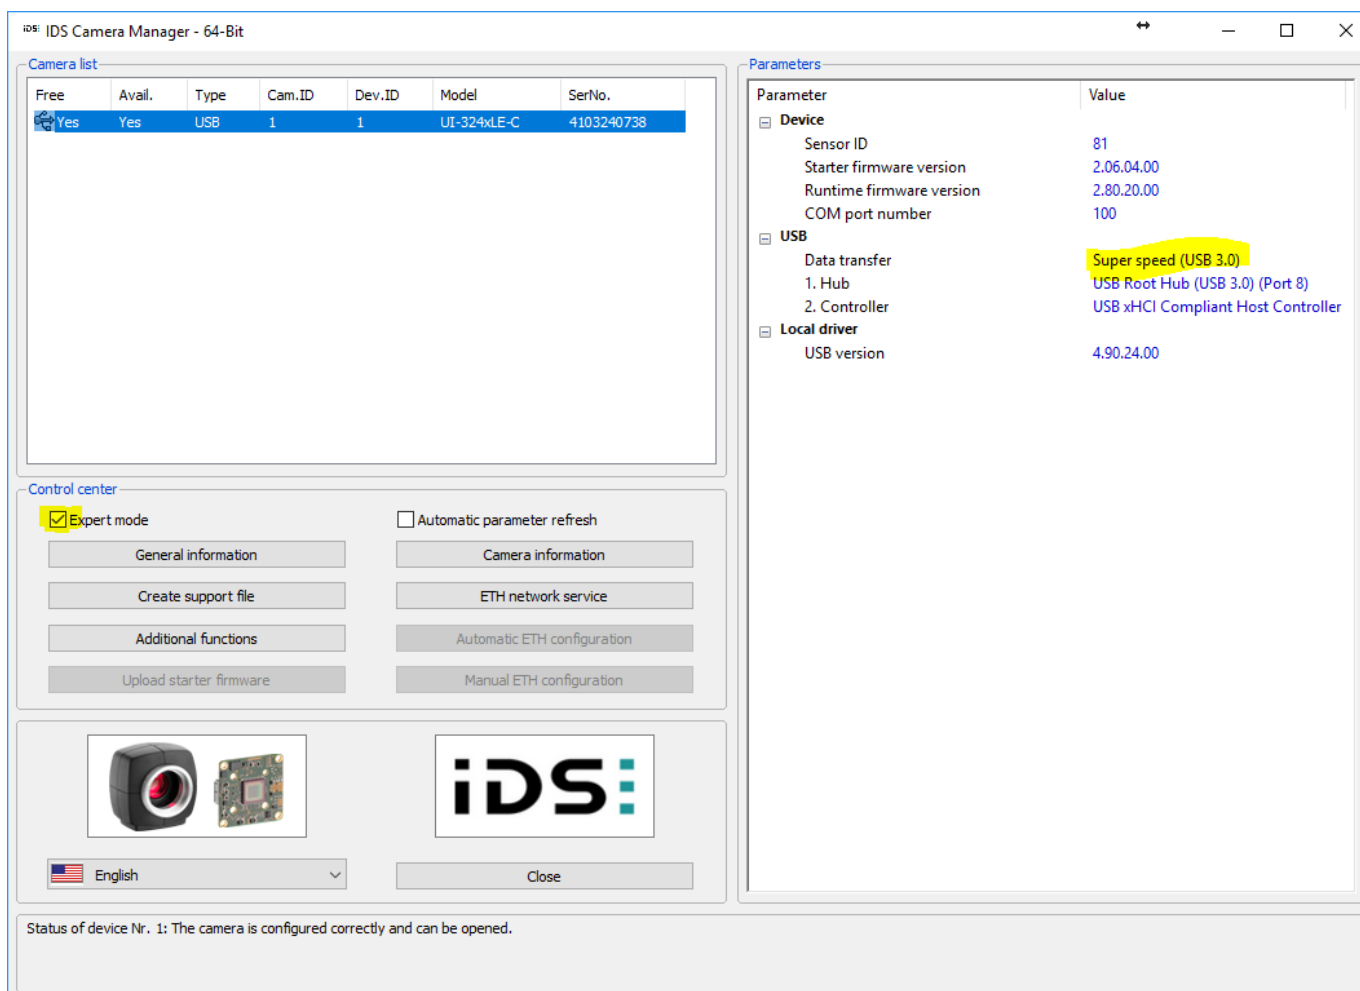 iDS: IDS Camera Manager - 64-Bit
Camera list
Free Avail. Type Cam.ID Dev.ID Model SerNo.
Yes Yes USB 1 1 UI-324xLE-C 4103240738
Control center
Expert mode
Automatic parameter refresh
General information
Camera information
Create support file
ETH network service
Additional functions
Automatic ETH configuration
Upload starter firmware
Manual ETH configuration
iDS
English
Close
Parameters
Parameter Value
Device
Sensor ID 81
Starter firmware version 2.06.04.00
Runtime firmware version 2.80.20.00
COM port number 100
USB
Data transfer Super speed (USB 3.0)
1. Hub USB Root Hub (USB 3.0) (Port 8)
2. Controller USB xHCI Compliant Host Controller
Local driver
USB version 4.90.24.00
Status of device Nr. 1: The camera is configured correctly and can be opened.